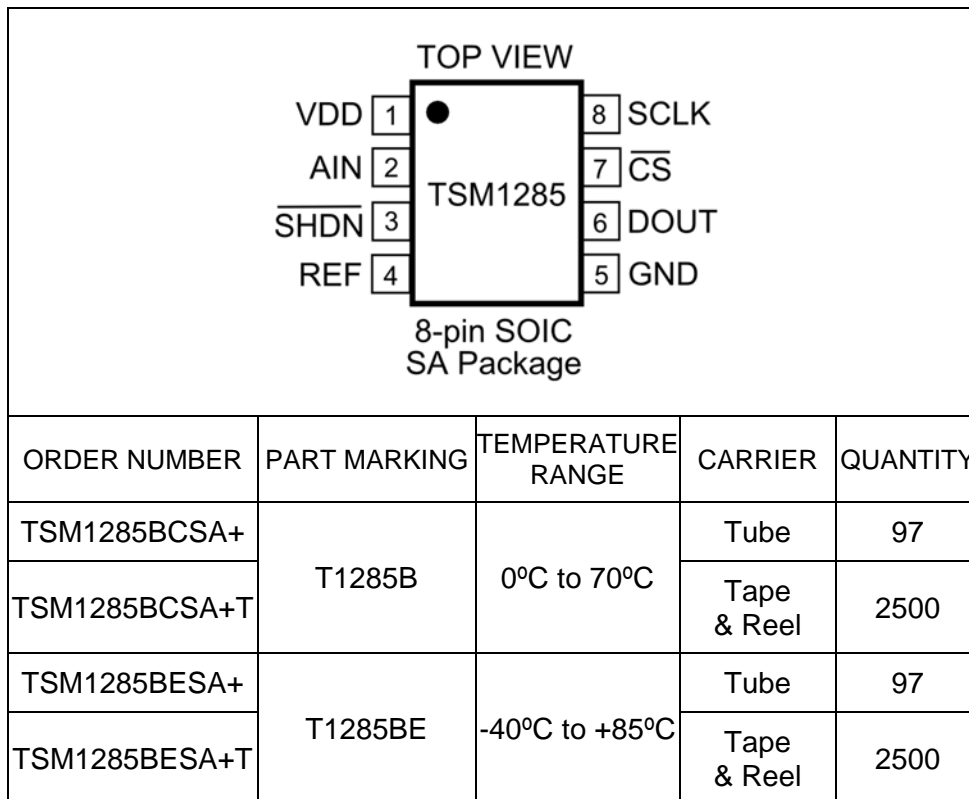 TOP VIEW
VDD 1 8 SCLK
AIN 2 7 C̅S̅
TSM1285
S̅H̅D̅N̅ 3 6 DOUT
REF 4 5 GND
8-pin SOIC
SA Package
ORDER NUMBER PART MARKING TEMPERATURE RANGE CARRIER QUANTITY
TSM1285BCSA+ T1285B 0ºC to 70ºC Tube 97
TSM1285BCSA+T Tape & Reel 2500
TSM1285BESA+ T1285BE -40ºC to +85ºC Tube 97
TSM1285BESA+T Tape & Reel 2500